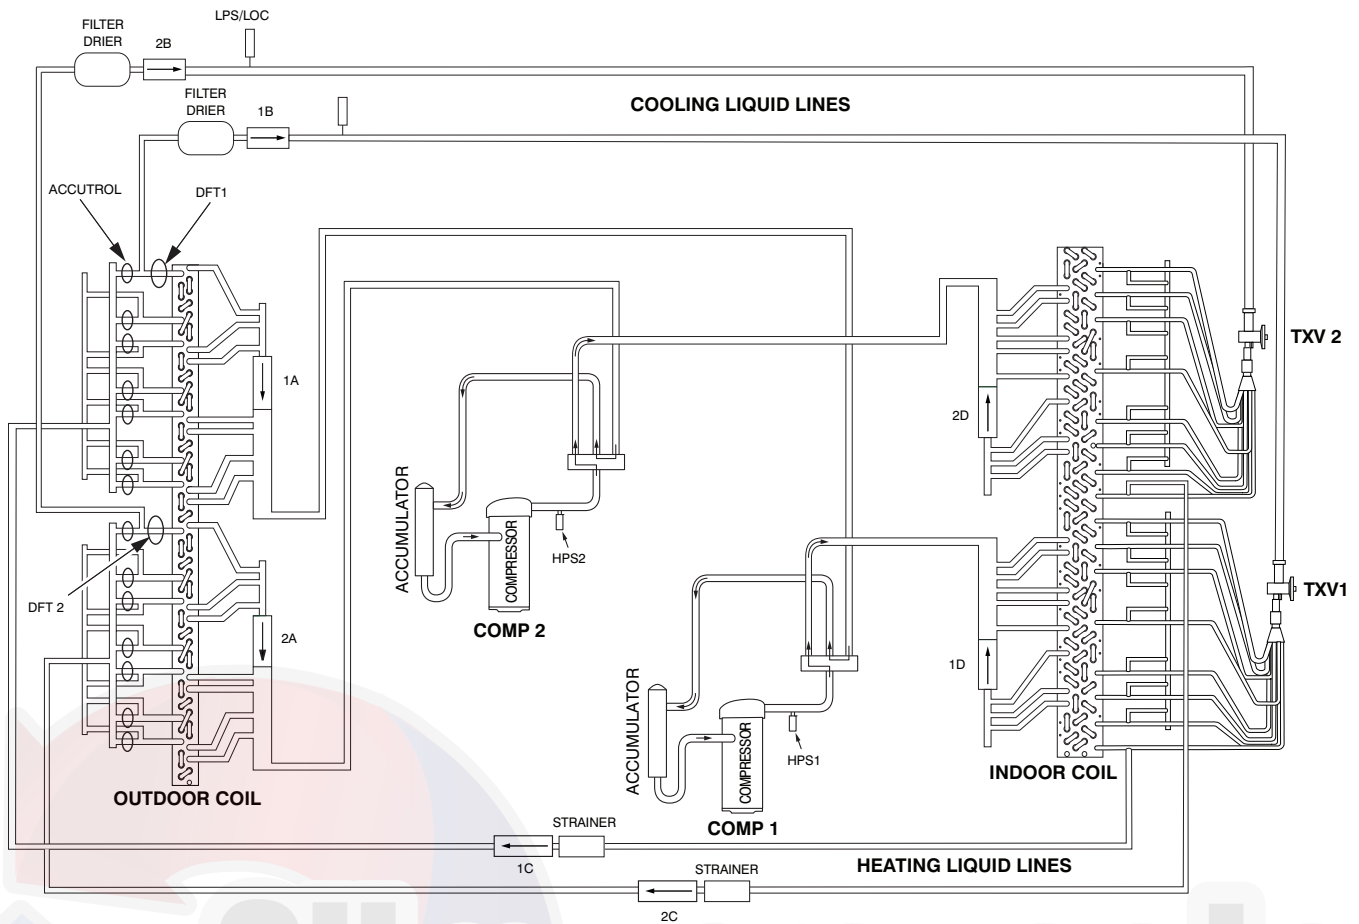 LPS/LOC
FILTER
DRIER
2B
FILTER
DRIER
1B
COOLING LIQUID LINES
ACCUTROL
DFT1
TXV 2
1A
2D
ACCUMULATOR
COMPRESSOR
HPS2
COMP 2
TXV1
DFT 2
2A
1D
ACCUMULATOR
COMPRESSOR
HPS1
COMP 1
INDOOR COIL
OUTDOOR COIL
STRAINER
1C
HEATING LIQUID LINES
STRAINER
2C